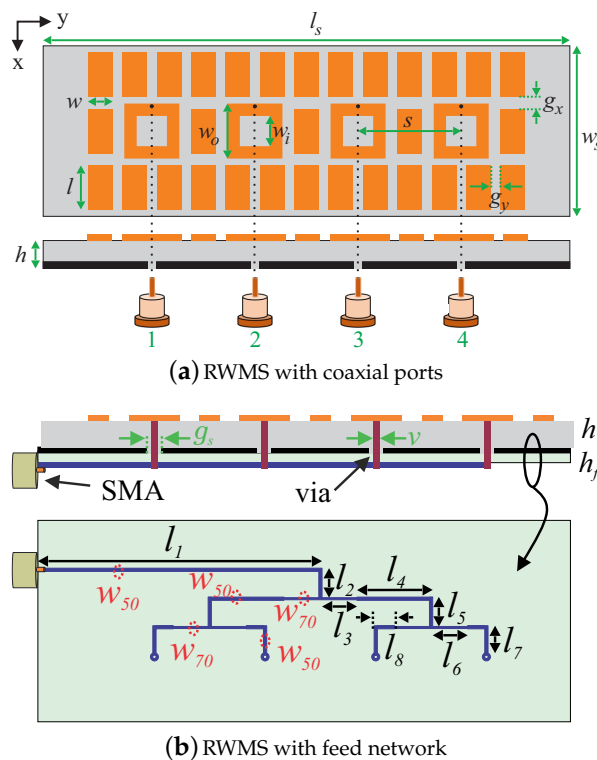 y
x
l_s
w
w_o
w_i
s
g_x
w_s
l
g_y
h
1 2 3 4
(a) RWMS with coaxial ports
g_s
v
h
SMA
via
h_f
l_1
w_50
w_50
w_70
l_2
l_4
l_3
l_5
w_70
w_50
l_8
l_6
l_7
(b) RWMS with feed network